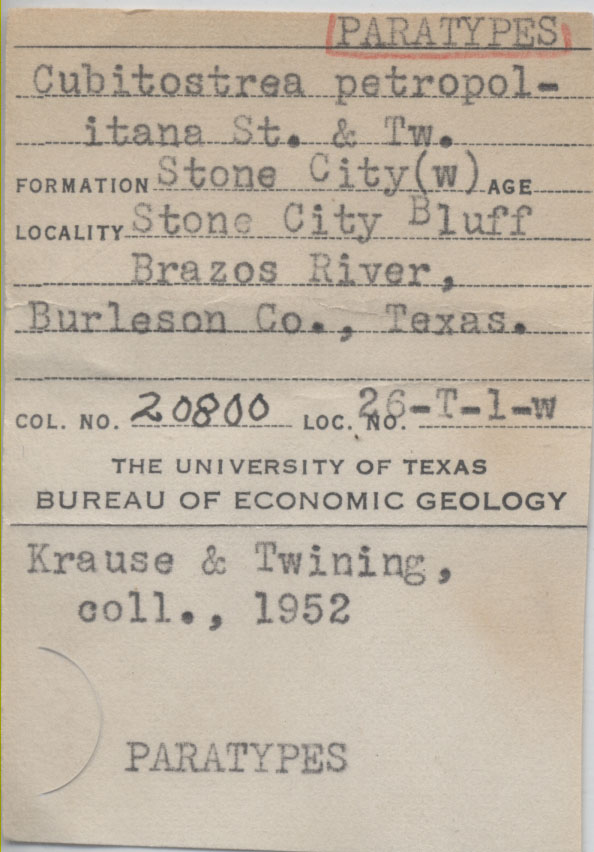 PARATYPES
Cubitostrea petropol-
itana St. & Tw.
FORMATION Stone City(w) AGE
LOCALITY Stone City Bluff
Brazos River,
Burleson Co., Texas.
COL. NO. 20800 LOC. NO. 26-T-1-w
THE UNIVERSITY OF TEXAS
BUREAU OF ECONOMIC GEOLOGY
Krause & Twining,
coll., 1952
PARATYPES